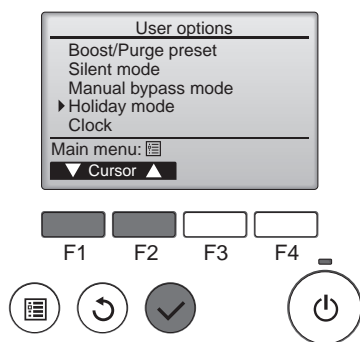 User options
Boost/Purge preset
Silent mode
Manual bypass mode
Holiday mode
Clock
Main menu:
▼ Cursor ▲
F1 F2 F3 F4